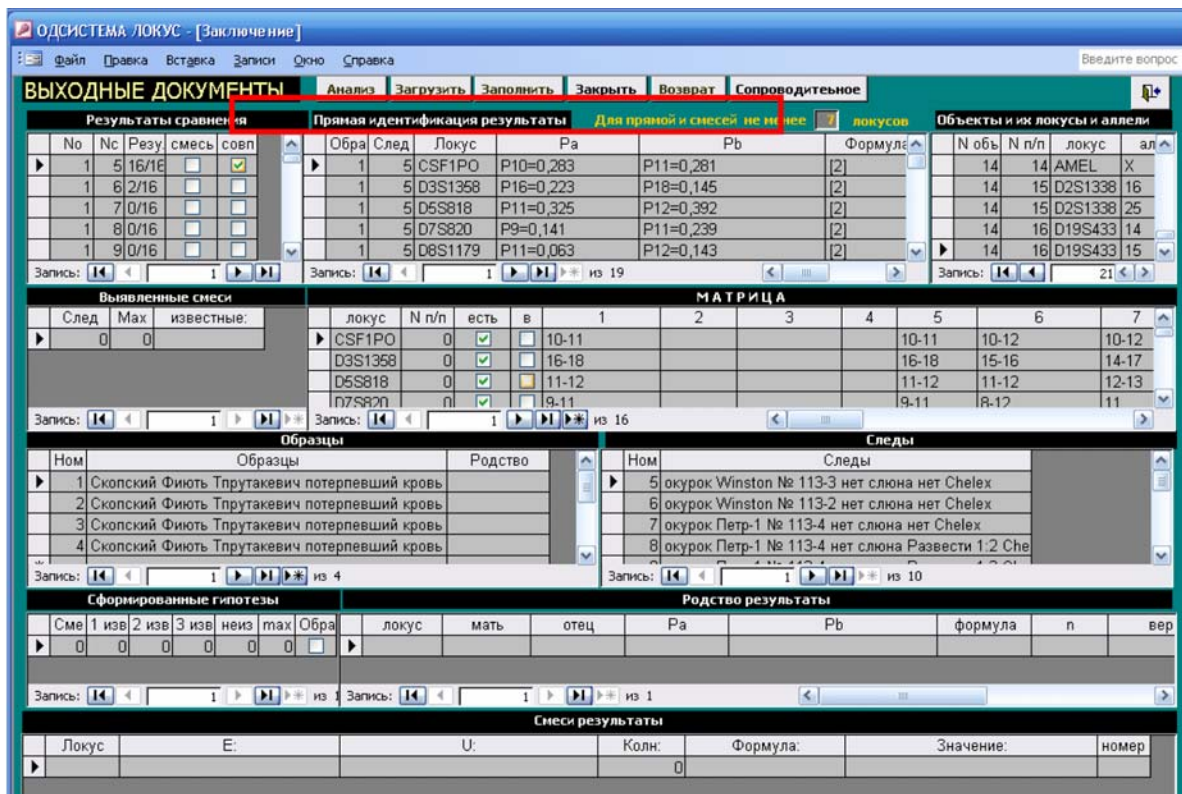 ОДСИСТЕМА ЛОКУС - [Заключение]
Файл Правка Вставка Записи Окно Справка Введите вопрос
ВЫХОДНЫЕ ДОКУМЕНТЫ Анализ Загрузить Заполнить Закрыть Возврат Сопроводитеьное
Результаты сравнения Прямая идентификация результаты Для прямой и смесей не менее 7 локусов Объекты и их локусы и аллели
No Nc Резу. смесь совп Обра След Локус Pa Pb Формула N объ N п/п локус ал
1 5 16/16 1 5 CSF1PO P10=0,283 P11=0,281 [2] 14 14 AMEL X
1 6 2/16 1 5 D3S1358 P16=0,223 P18=0,145 [2] 14 15 D2S1338 16
1 7 0/16 1 5 D5S818 P11=0,325 P12=0,392 [2] 14 15 D2S1338 25
1 8 0/16 1 5 D7S820 P9=0,141 P11=0,239 [2] 14 16 D19S433 14
1 9 0/16 1 5 D8S1179 P11=0,063 P12=0,143 [2] 14 16 D19S433 15
Запись: 1 Запись: 1 из 19 Запись: 21
Выявленные смеси МАТРИЦА
След Max известные: локус N п/п есть в 1 2 3 4 5 6 7
0 0 CSF1PO 0 10-11 10-11 10-12 10-12
D3S1358 0 16-18 16-18 15-16 14-17
D5S818 0 11-12 11-12 11-12 12-13
D7S820 0 9-11 9-11 8-12 11
Запись: 1 Запись: 1 из 16
Образцы Следы
Ном Образцы Родство Ном Следы
1 Скопский Фиють Тпрутакевич потерпевший кровь 5 окурок Winston № 113-3 нет слюна нет Chelex
2 Скопский Фиють Тпрутакевич потерпевший кровь 6 окурок Winston № 113-2 нет слюна нет Chelex
3 Скопский Фиють Тпрутакевич потерпевший кровь 7 окурок Петр-1 № 113-4 нет слюна нет Chelex
4 Скопский Фиють Тпрутакевич потерпевший кровь 8 окурок Петр-1 № 113-4 нет слюна Развести 1:2 Che
Запись: 1 из 4 Запись: 1 из 10
Сформированные гипотезы Родство результаты
Сме 1 изв 2 изв 3 изв неиз max Обра локус мать отец Pa Pb формула n вер
0 0 0 0 0 0
Запись: 1 из 1 Запись: 1 из 1
Смеси результаты
Локус E: U: Колн: Формула: Значение: номер
0